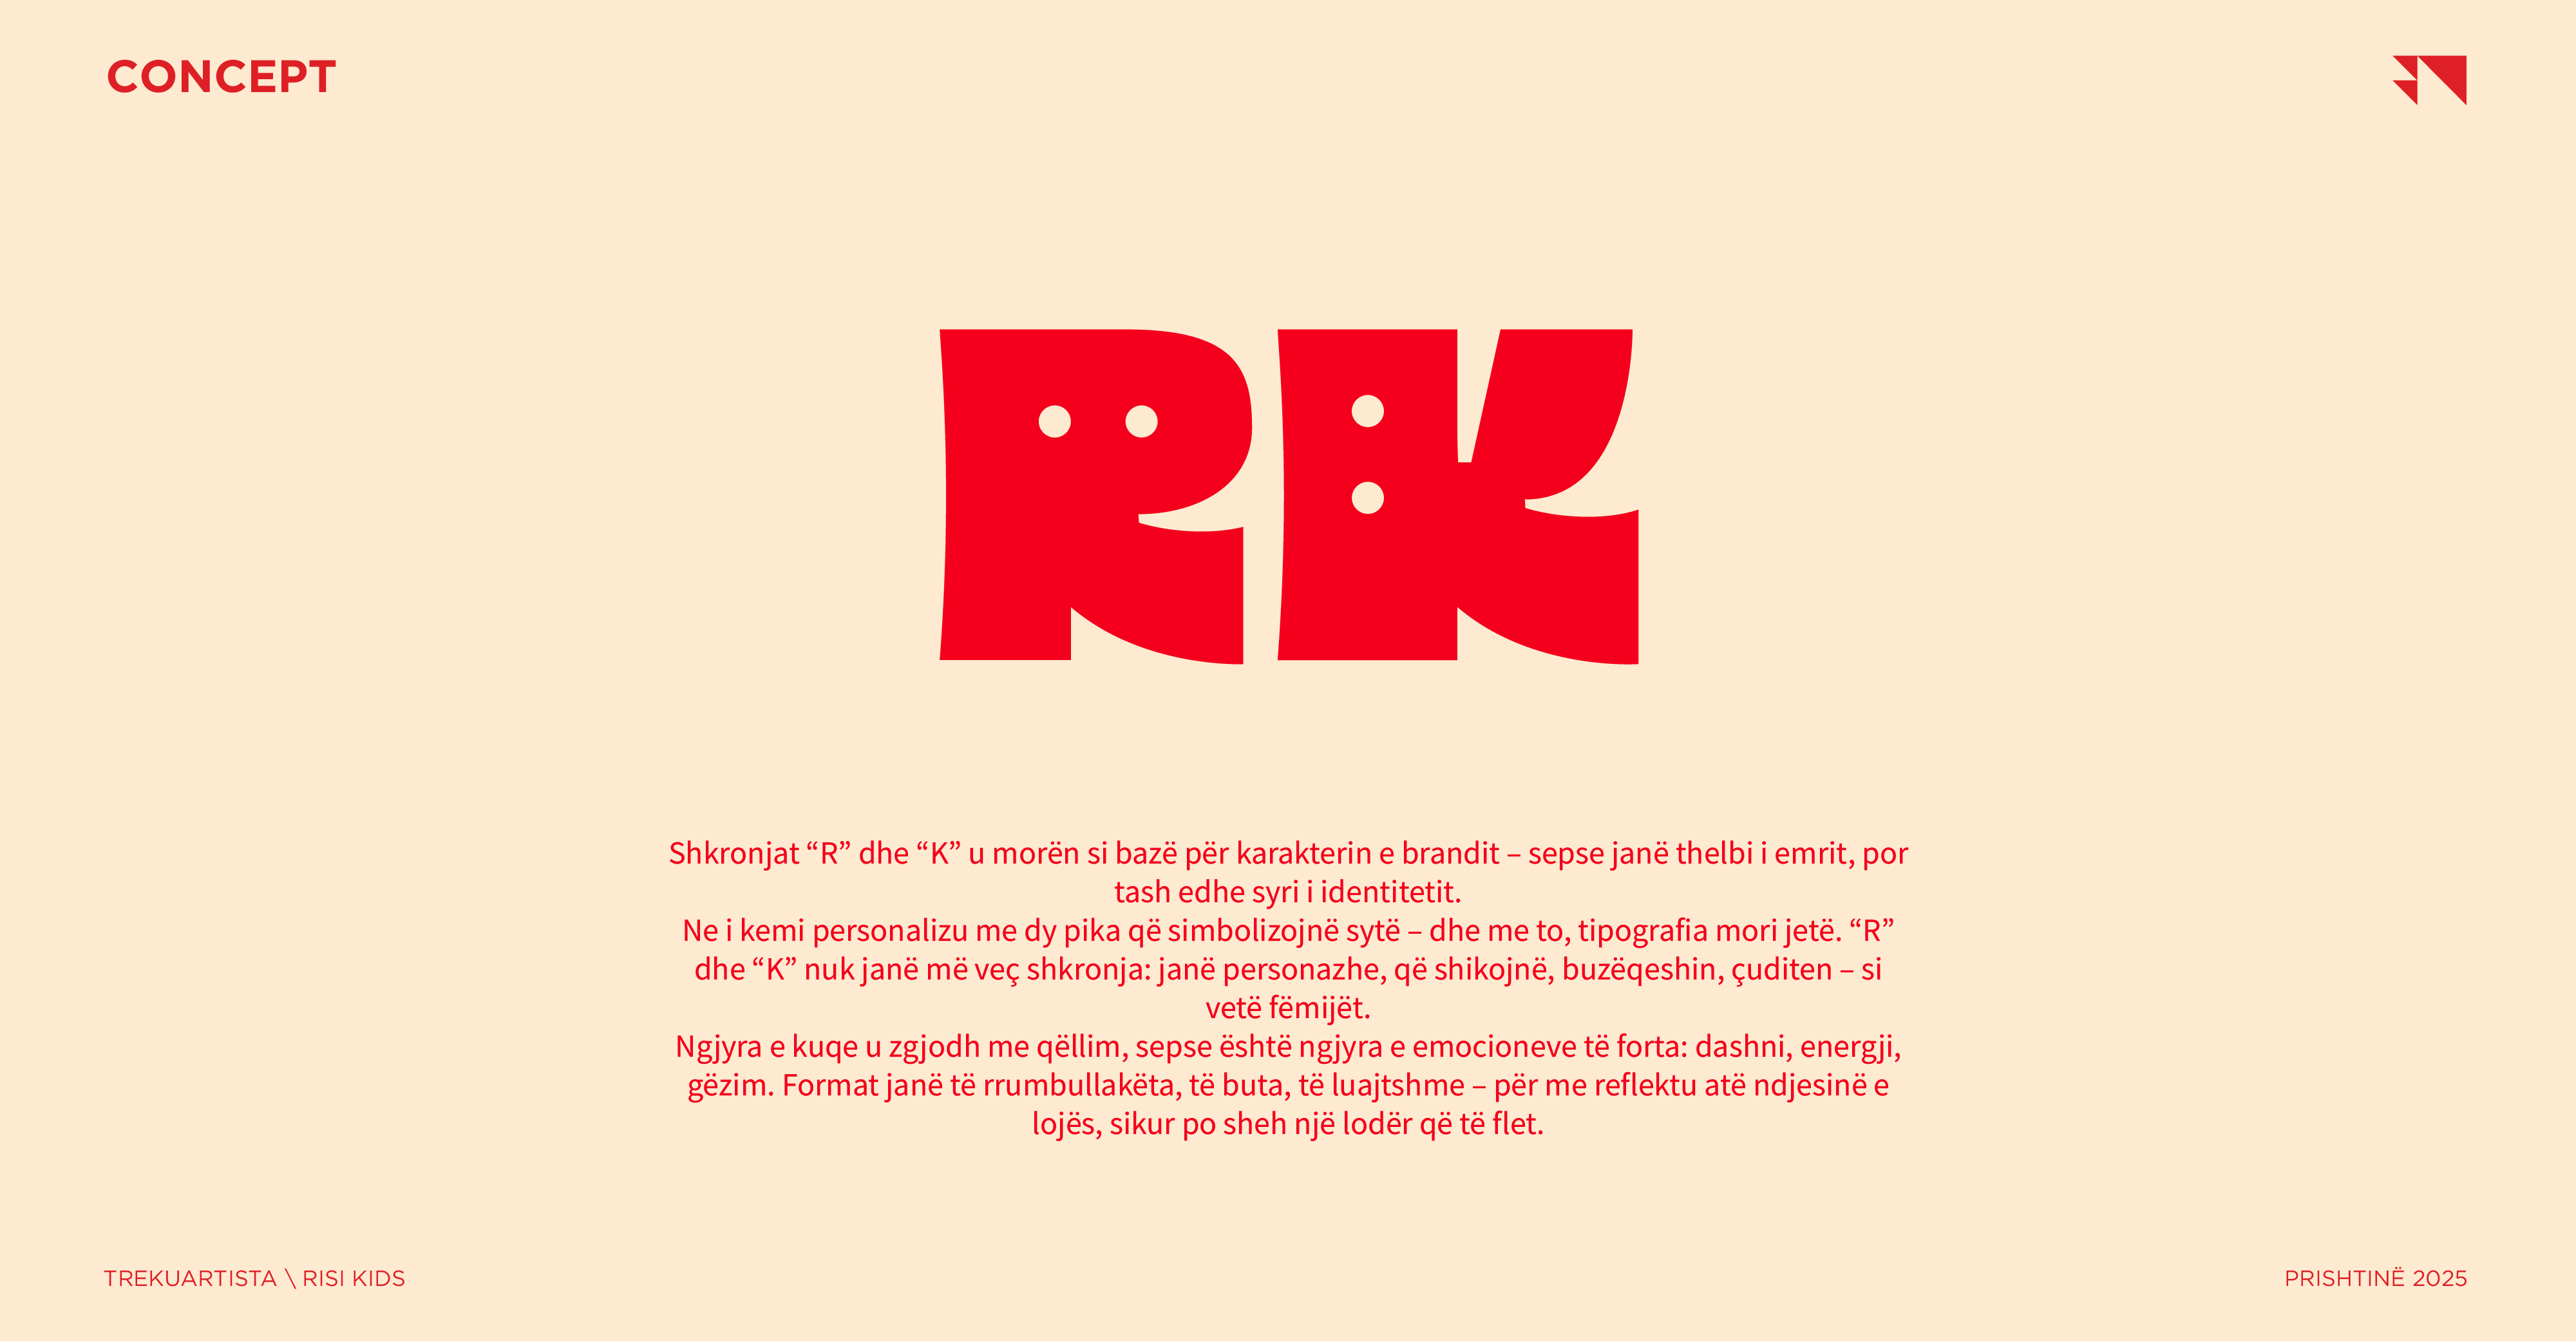 CONCEPT
RK
Shkronjat “R” dhe “K” u morën si bazë për karakterin e brandit – sepse janë thelbi i emrit, por
tash edhe syri i identitetit.
Ne i kemi personalizu me dy pika që simbolizojnë sytë – dhe me to, tipografia mori jetë. “R”
dhe “K” nuk janë më veç shkronja: janë personazhe, që shikojnë, buzëqeshin, çuditen – si
vetë fëmijët.
Ngjyra e kuqe u zgjodh me qëllim, sepse është ngjyra e emocioneve të forta: dashni, energji,
gëzim. Format janë të rrumbullakëta, të buta, të luajtshme – për me reflektu atë ndjesinë e
lojës, sikur po sheh një lodër që të flet.
TREKUARTISTA \ RISI KIDS
PRISHTINË 2025